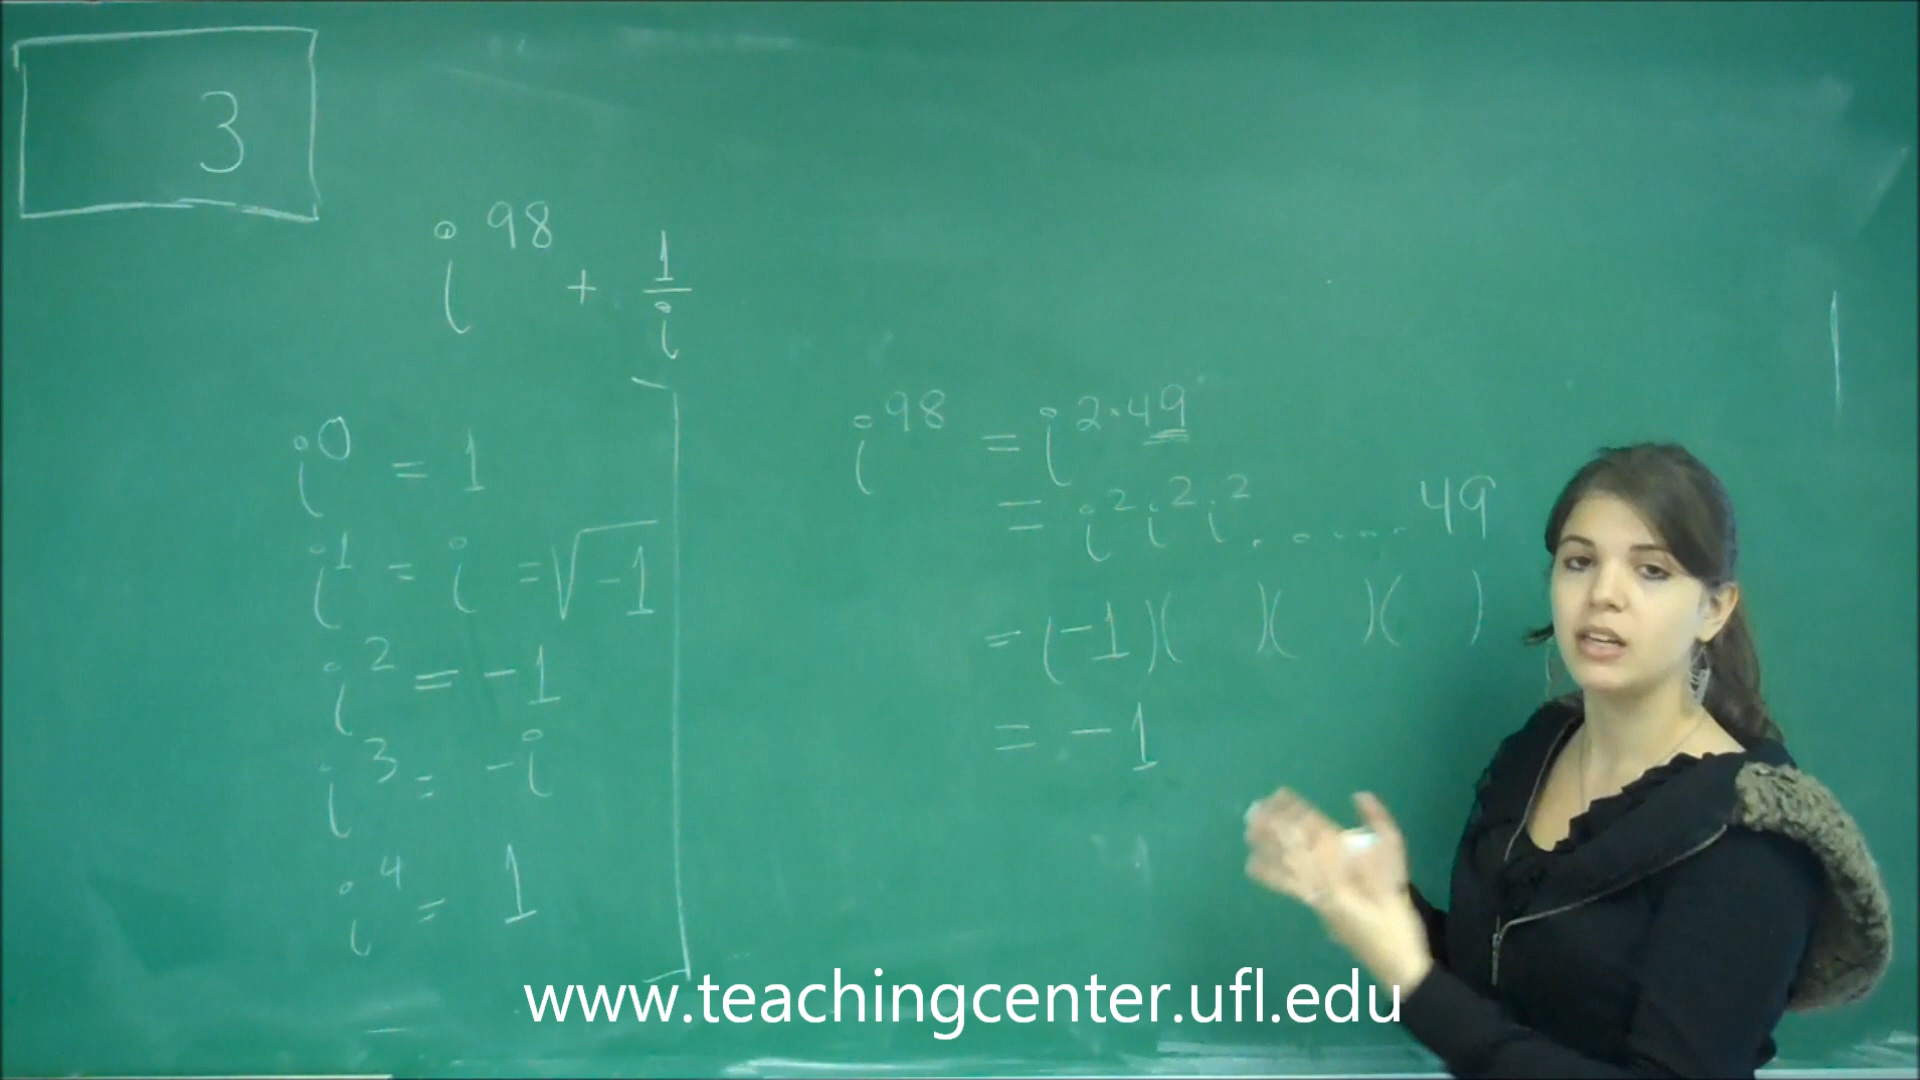 3
i^98 + 1/i
i^0 = 1
i^1 = i = √-1
i^2 = -1
i^3 = -i
i^4 = 1
i^98 = i^2·49
= i^2 i^2 i^2 . . . . . . 49
= (-1)( )( )( )
= -1
www.teachingcenter.ufl.edu